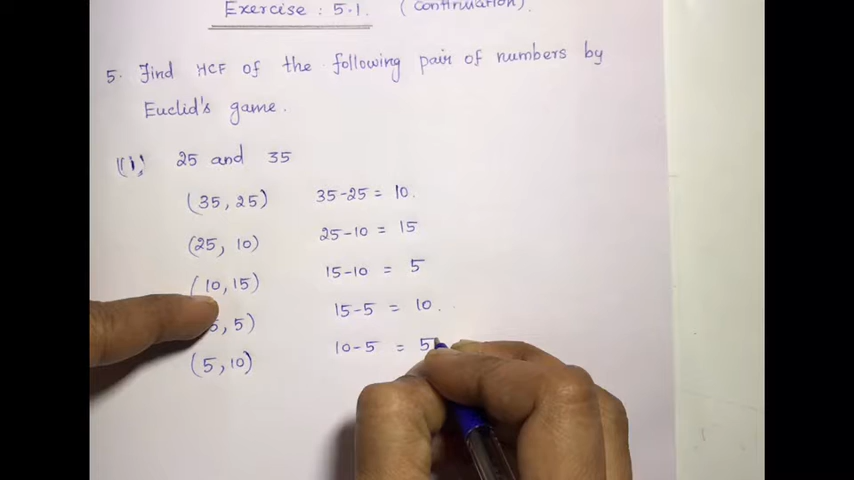 Exercise : 5.1. (Continuation).
5. Find HCF of the following pair of numbers by
Euclid's game.
(i) 25 and 35
(35, 25) 35-25 = 10.
(25, 10) 25-10 = 15
(10, 15) 15-10 = 5
5, 5) 15-5 = 10.
(5, 10) 10-5 = 5